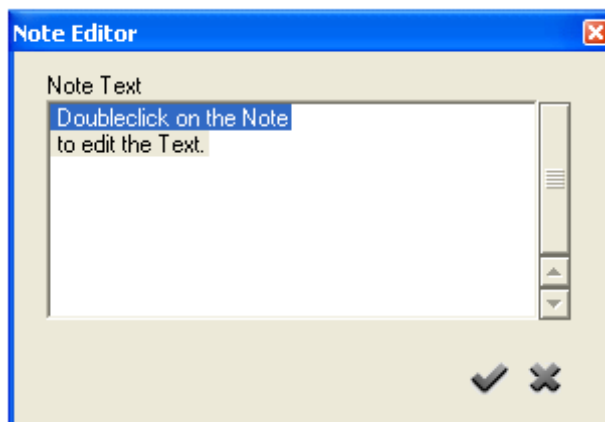 Note Editor
Note Text
Doubleclick on the Note
to edit the Text.